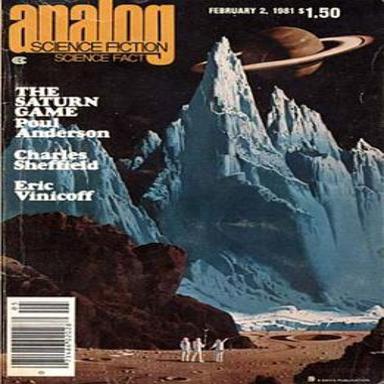 analog
SCIENCE FICTION
SCIENCE FACT
FEBRUARY 2, 1981 $1.50
THE
SATURN
GAME
Poul
Anderson
Charles
Sheffield
Eric
Vinicoff